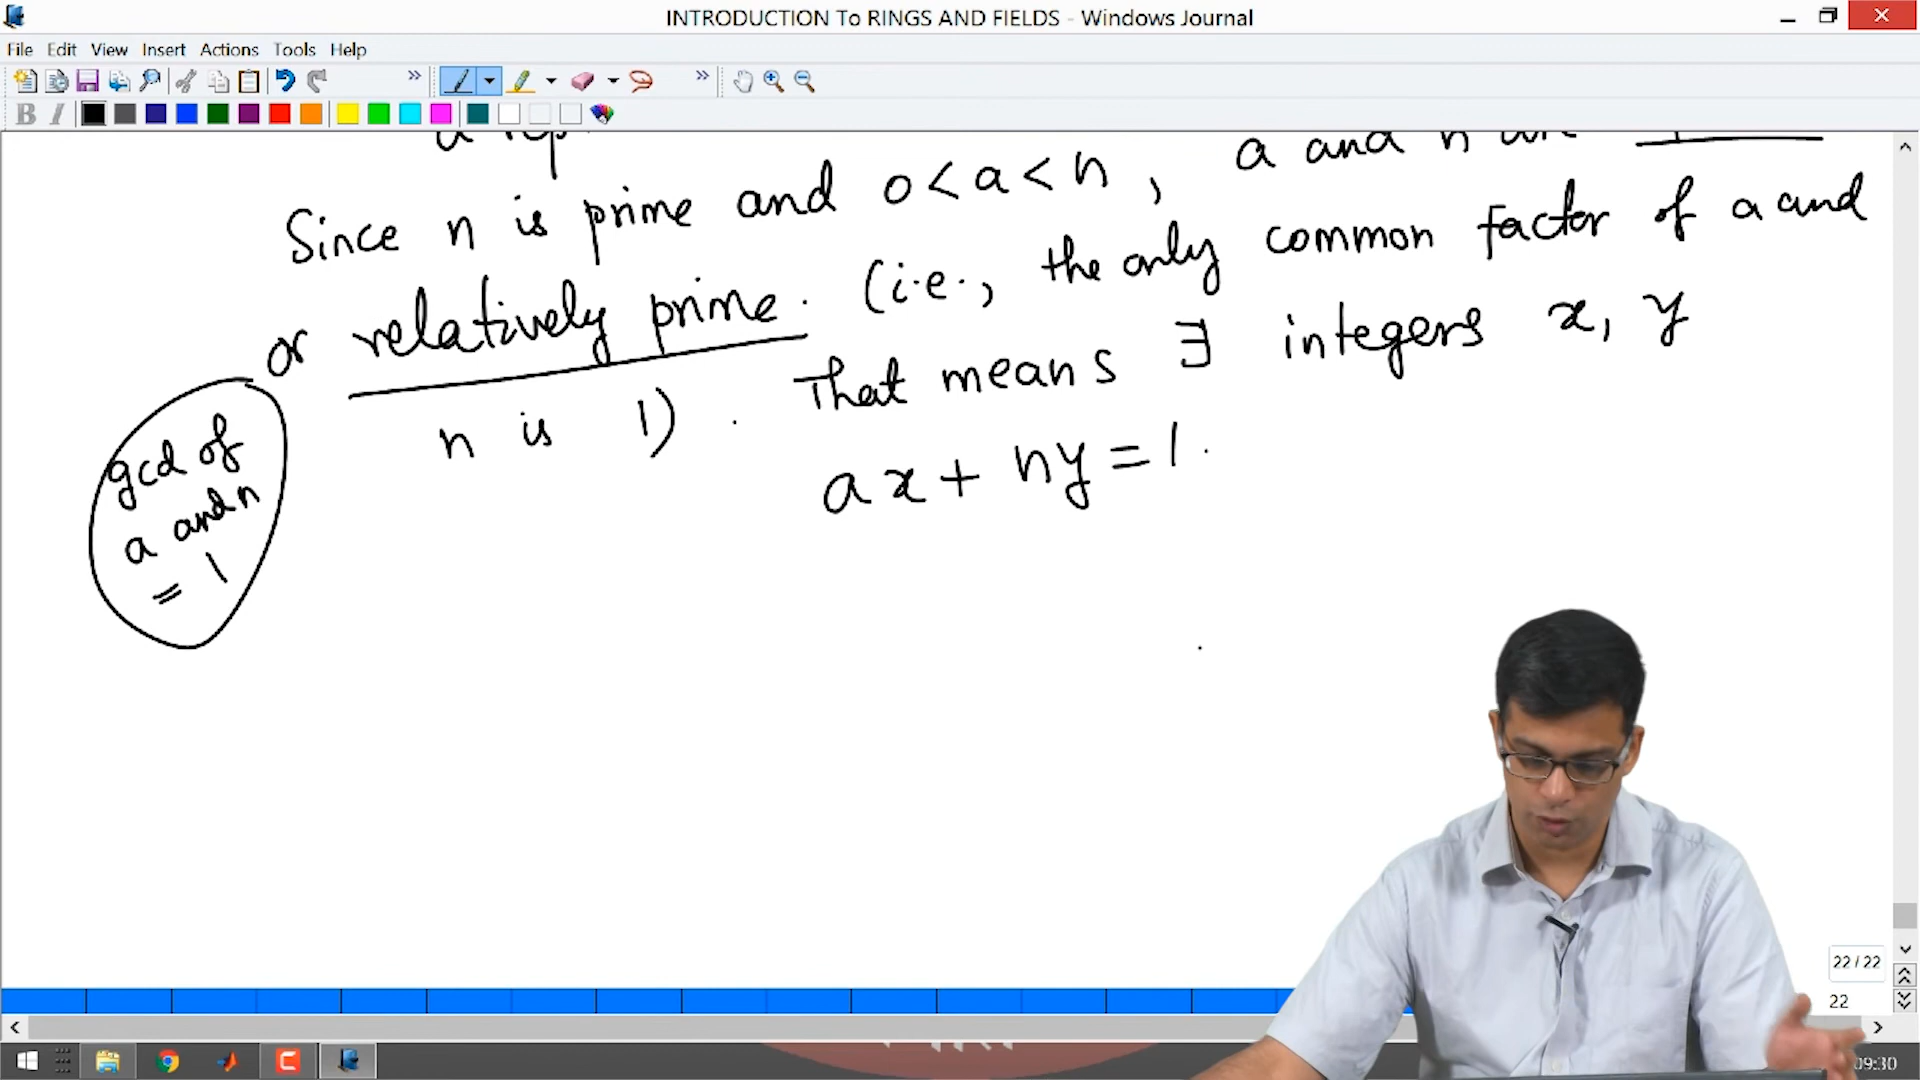 INTRODUCTION To RINGS AND FIELDS - Windows Journal
File Edit View Insert Actions Tools Help
B I
a and n
Since n is prime and 0 < a < n,
or relatively prime. (i.e., the only common factor of a and
n is 1). That means ∃ integers x, y
ax + ny = 1.
gcd of
a and n
= 1
22 / 22
22
09:30